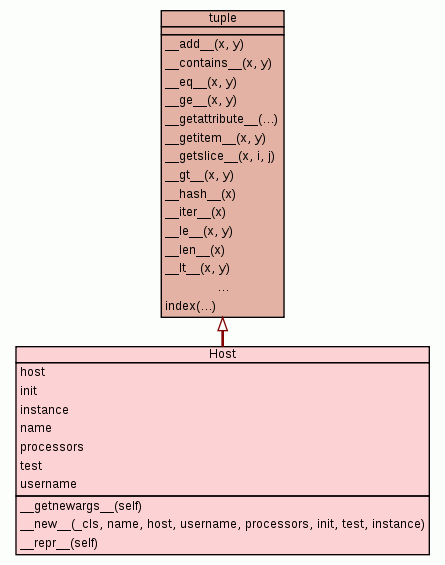 tuple
__add__(x, y)
__contains__(x, y)
__eq__(x, y)
__ge__(x, y)
__getattribute__(...)
__getitem__(x, y)
__getslice__(x, i, j)
__gt__(x, y)
__hash__(x)
__iter__(x)
__le__(x, y)
__len__(x)
__lt__(x, y)
...
index(...)
Host
host
init
instance
name
processors
test
username
__getnewargs__(self)
__new__(_cls, name, host, username, processors, init, test, instance)
__repr__(self)